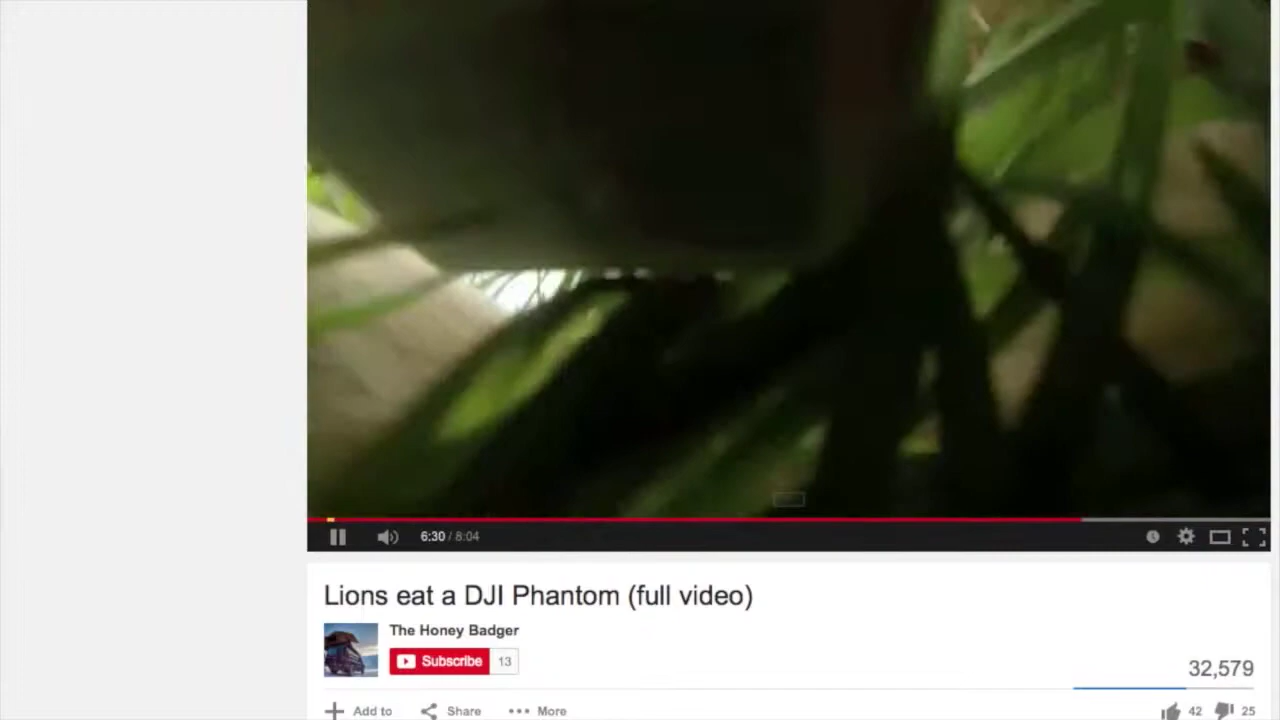 6:30 / 8:04
Lions eat a DJI Phantom (full video)
The Honey Badger
Subscribe 13
32,579
Add to Share More 42 25